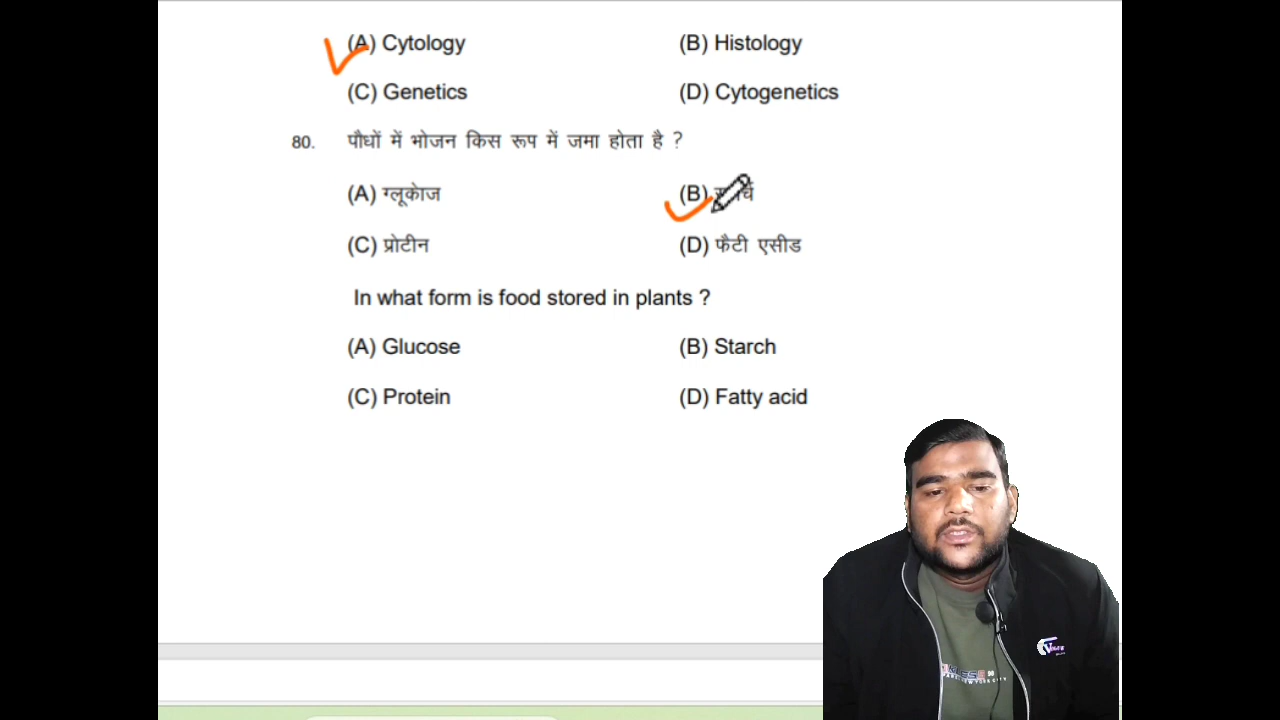 (A) Cytology (B) Histology
(C) Genetics (D) Cytogenetics
80. पौधों में भोजन किस रूप में जमा होता है ?
(A) ग्लूकोज (B)
(C) प्रोटीन (D) फैटी एसीड
In what form is food stored in plants ?
(A) Glucose (B) Starch
(C) Protein (D) Fatty acid